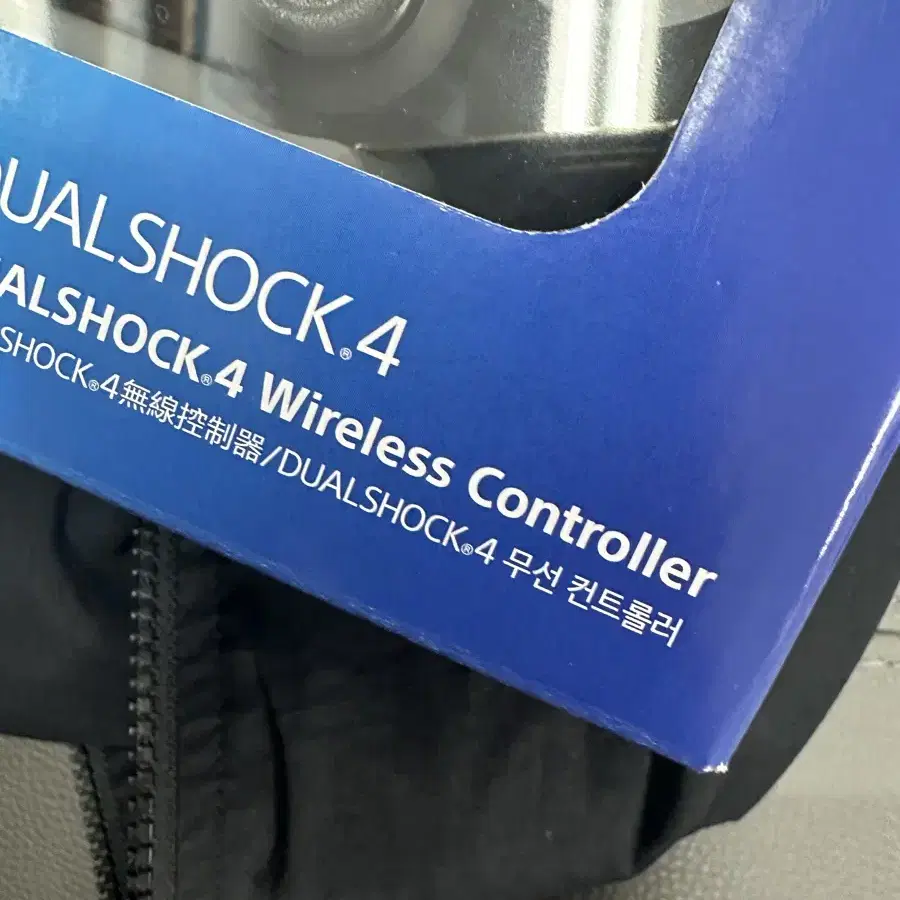 DUALSHOCK®4
DUALSHOCK®4 Wireless Controller
SHOCK®4無線控制器/DUALSHOCK®4 무선 컨트롤러